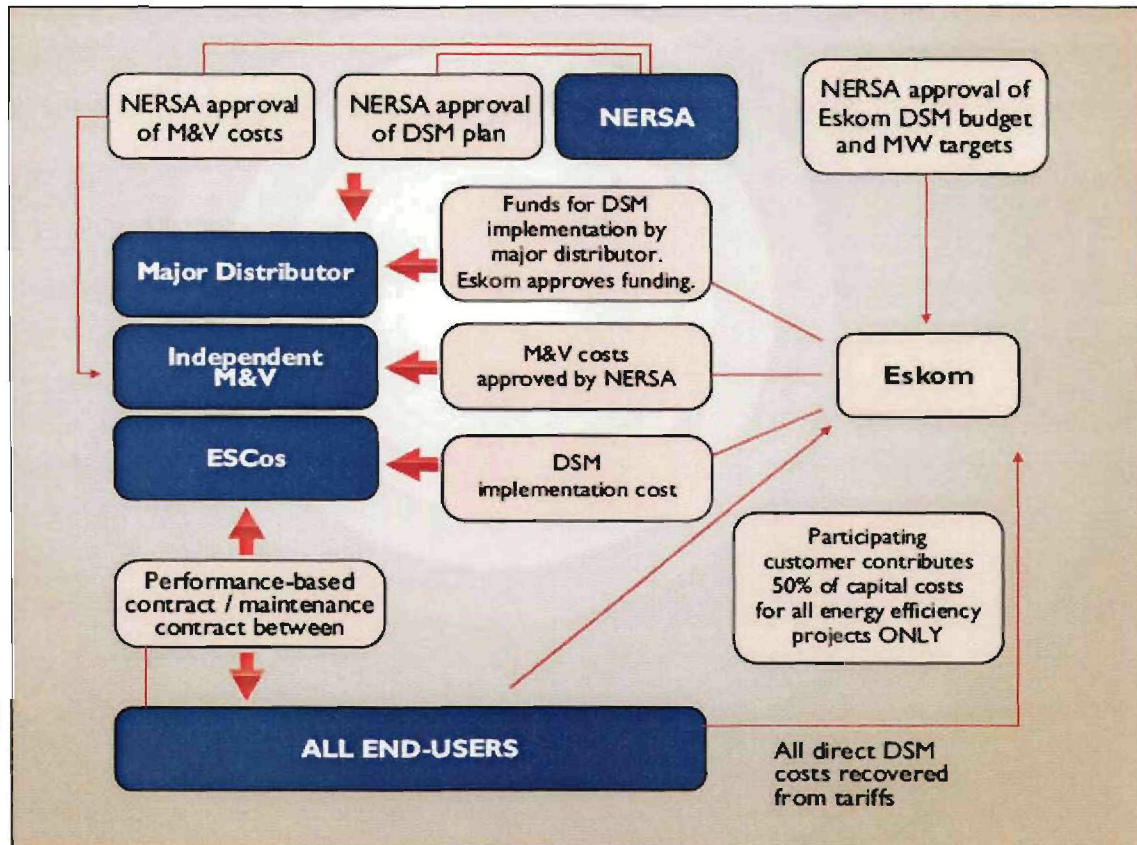 NERSA approval
of M&V costs
NERSA approval
of DSM plan
NERSA
NERSA approval of
Eskom DSM budget
and MW targets
Funds for DSM
implementation by
major distributor.
Eskom approves funding.
Major Distributor
Independent
M&V
M&V costs
approved by NERSA
Eskom
ESCos
DSM
implementation cost
Participating
customer contributes
50% of capital costs
for all energy efficiency
projects ONLY
Performance-based
contract / maintenance
contract between
ALL END-USERS
All direct DSM
costs recovered
from tariffs